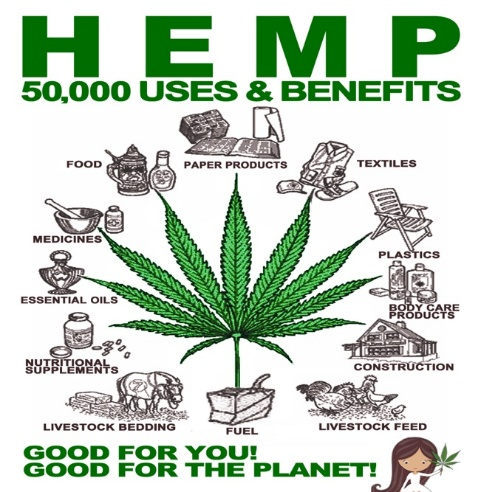 HEMP
50,000 USES & BENEFITS
FOOD
PAPER PRODUCTS
TEXTILES
MEDICINES
PLASTICS
ESSENTIAL OILS
BODY CARE
PRODUCTS
NUTRITIONAL
SUPPLEMENTS
CONSTRUCTION
LIVESTOCK BEDDING
FUEL
LIVESTOCK FEED
GOOD FOR YOU!
GOOD FOR THE PLANET!